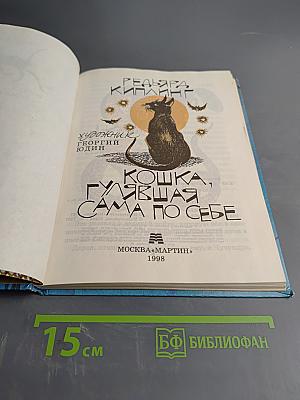 РЕДЬЯРД
КИПЛИНГ
ХУДОЖНИК
ГЕОРГИЙ
ЮДИН
КОШКА,
ГУЛЯВШАЯ
САМА ПО СЕБЕ
МОСКВА «МАРТИН»
1998
15 см
БФ БИБЛИОФАН